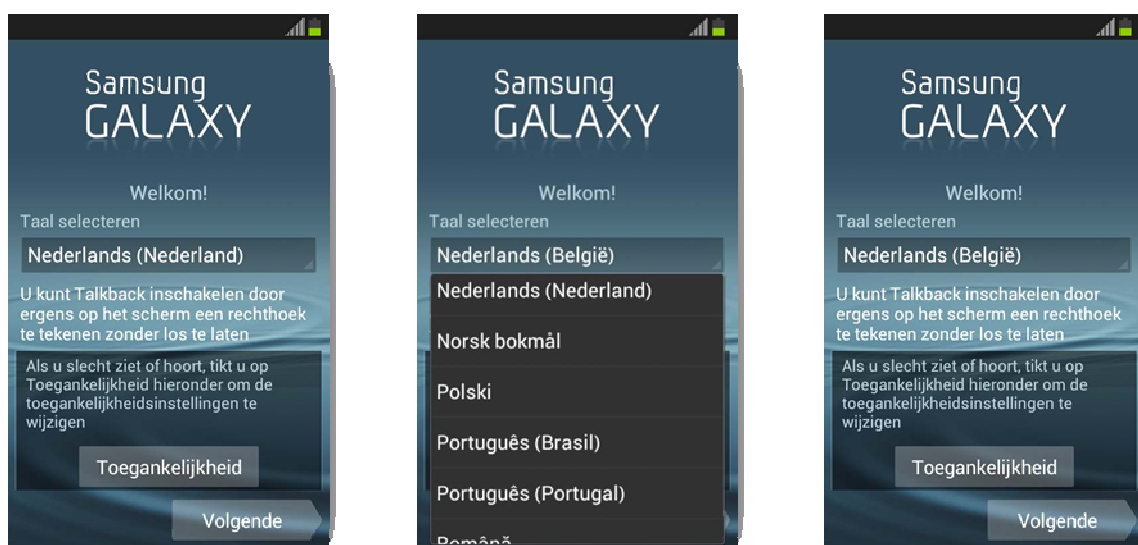 Samsung
GALAXY
Welkom!
Taal selecteren
Nederlands (Nederland)
U kunt Talkback inschakelen door
ergens op het scherm een rechthoek
te tekenen zonder los te laten
Als u slecht ziet of hoort, tikt u op
Toegankelijkheid hieronder om de
toegankelijkheidsinstellingen te
wijzigen
Toegankelijkheid
Volgende
Samsung
GALAXY
Welkom!
Taal selecteren
Nederlands (België)
Nederlands (Nederland)
Norsk bokmål
Polski
Português (Brasil)
Português (Portugal)
Română
Samsung
GALAXY
Welkom!
Taal selecteren
Nederlands (België)
U kunt Talkback inschakelen door
ergens op het scherm een rechthoek
te tekenen zonder los te laten
Als u slecht ziet of hoort, tikt u op
Toegankelijkheid hieronder om de
toegankelijkheidsinstellingen te
wijzigen
Toegankelijkheid
Volgende